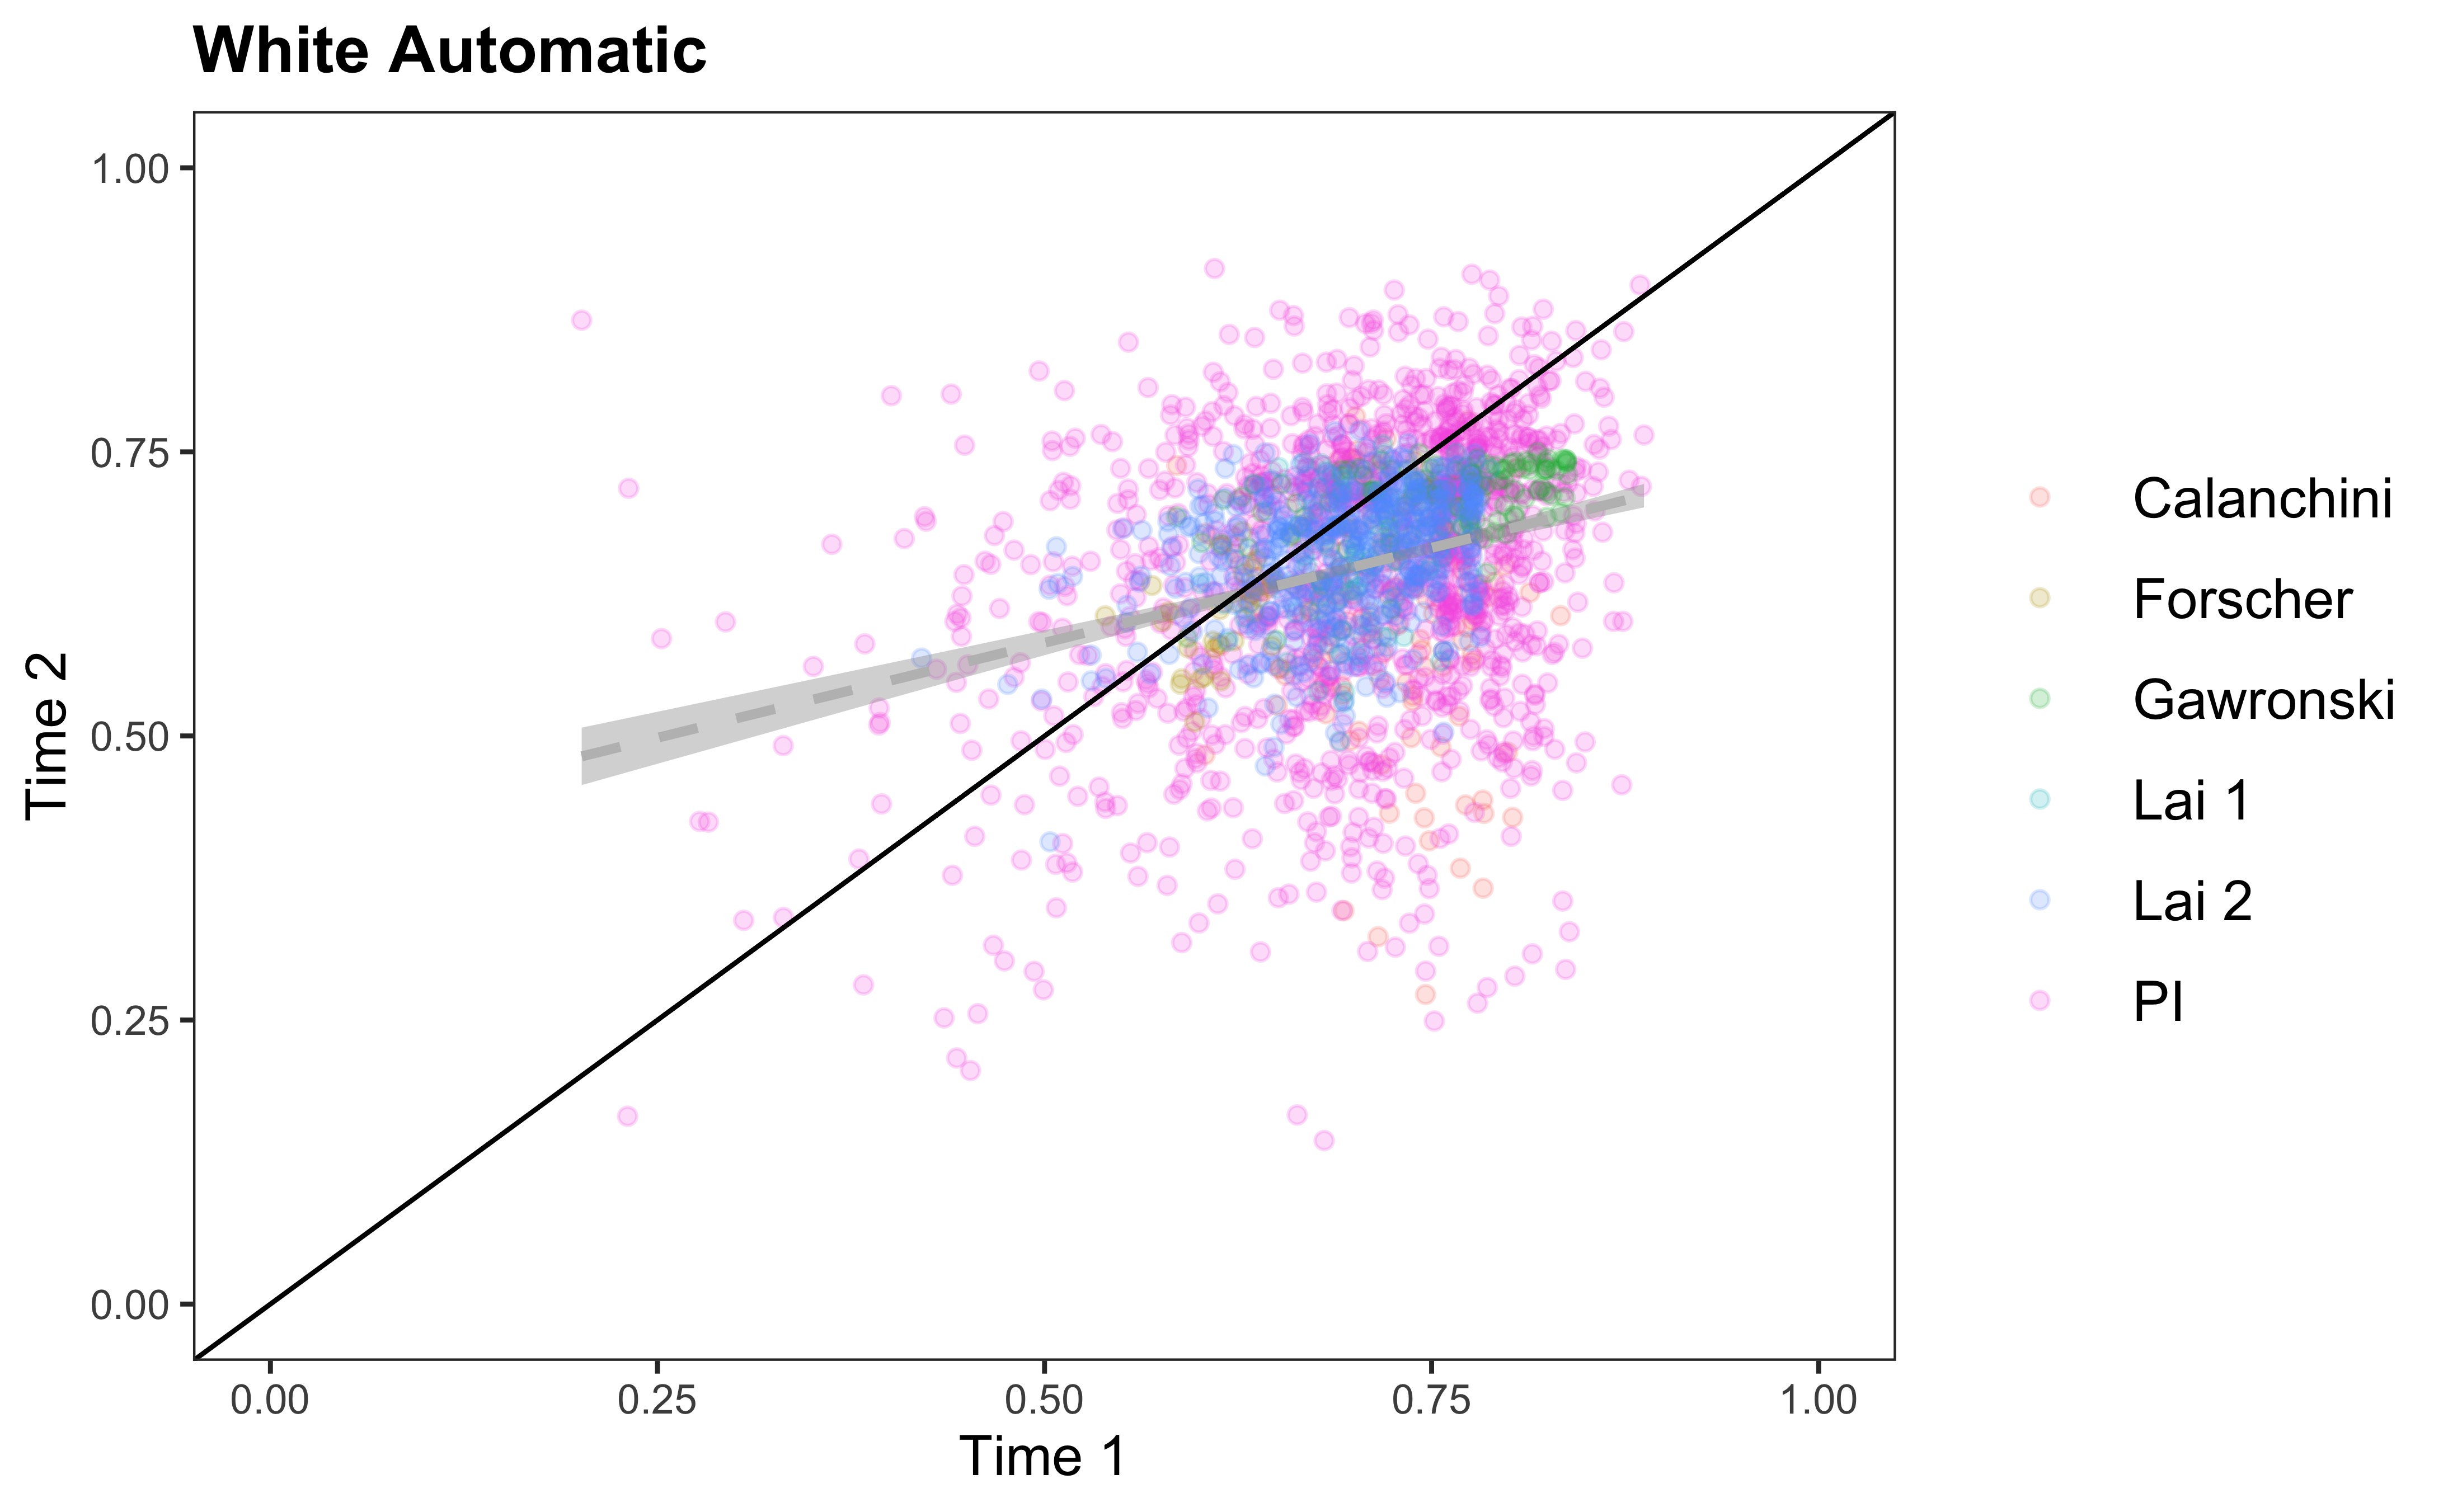 White Automatic
1.00
0.75
0.50
0.25
0.00
Time 2
0.00 0.25 0.50 0.75 1.00
Time 1
Calanchini
Forscher
Gawronski
Lai 1
Lai 2
PI